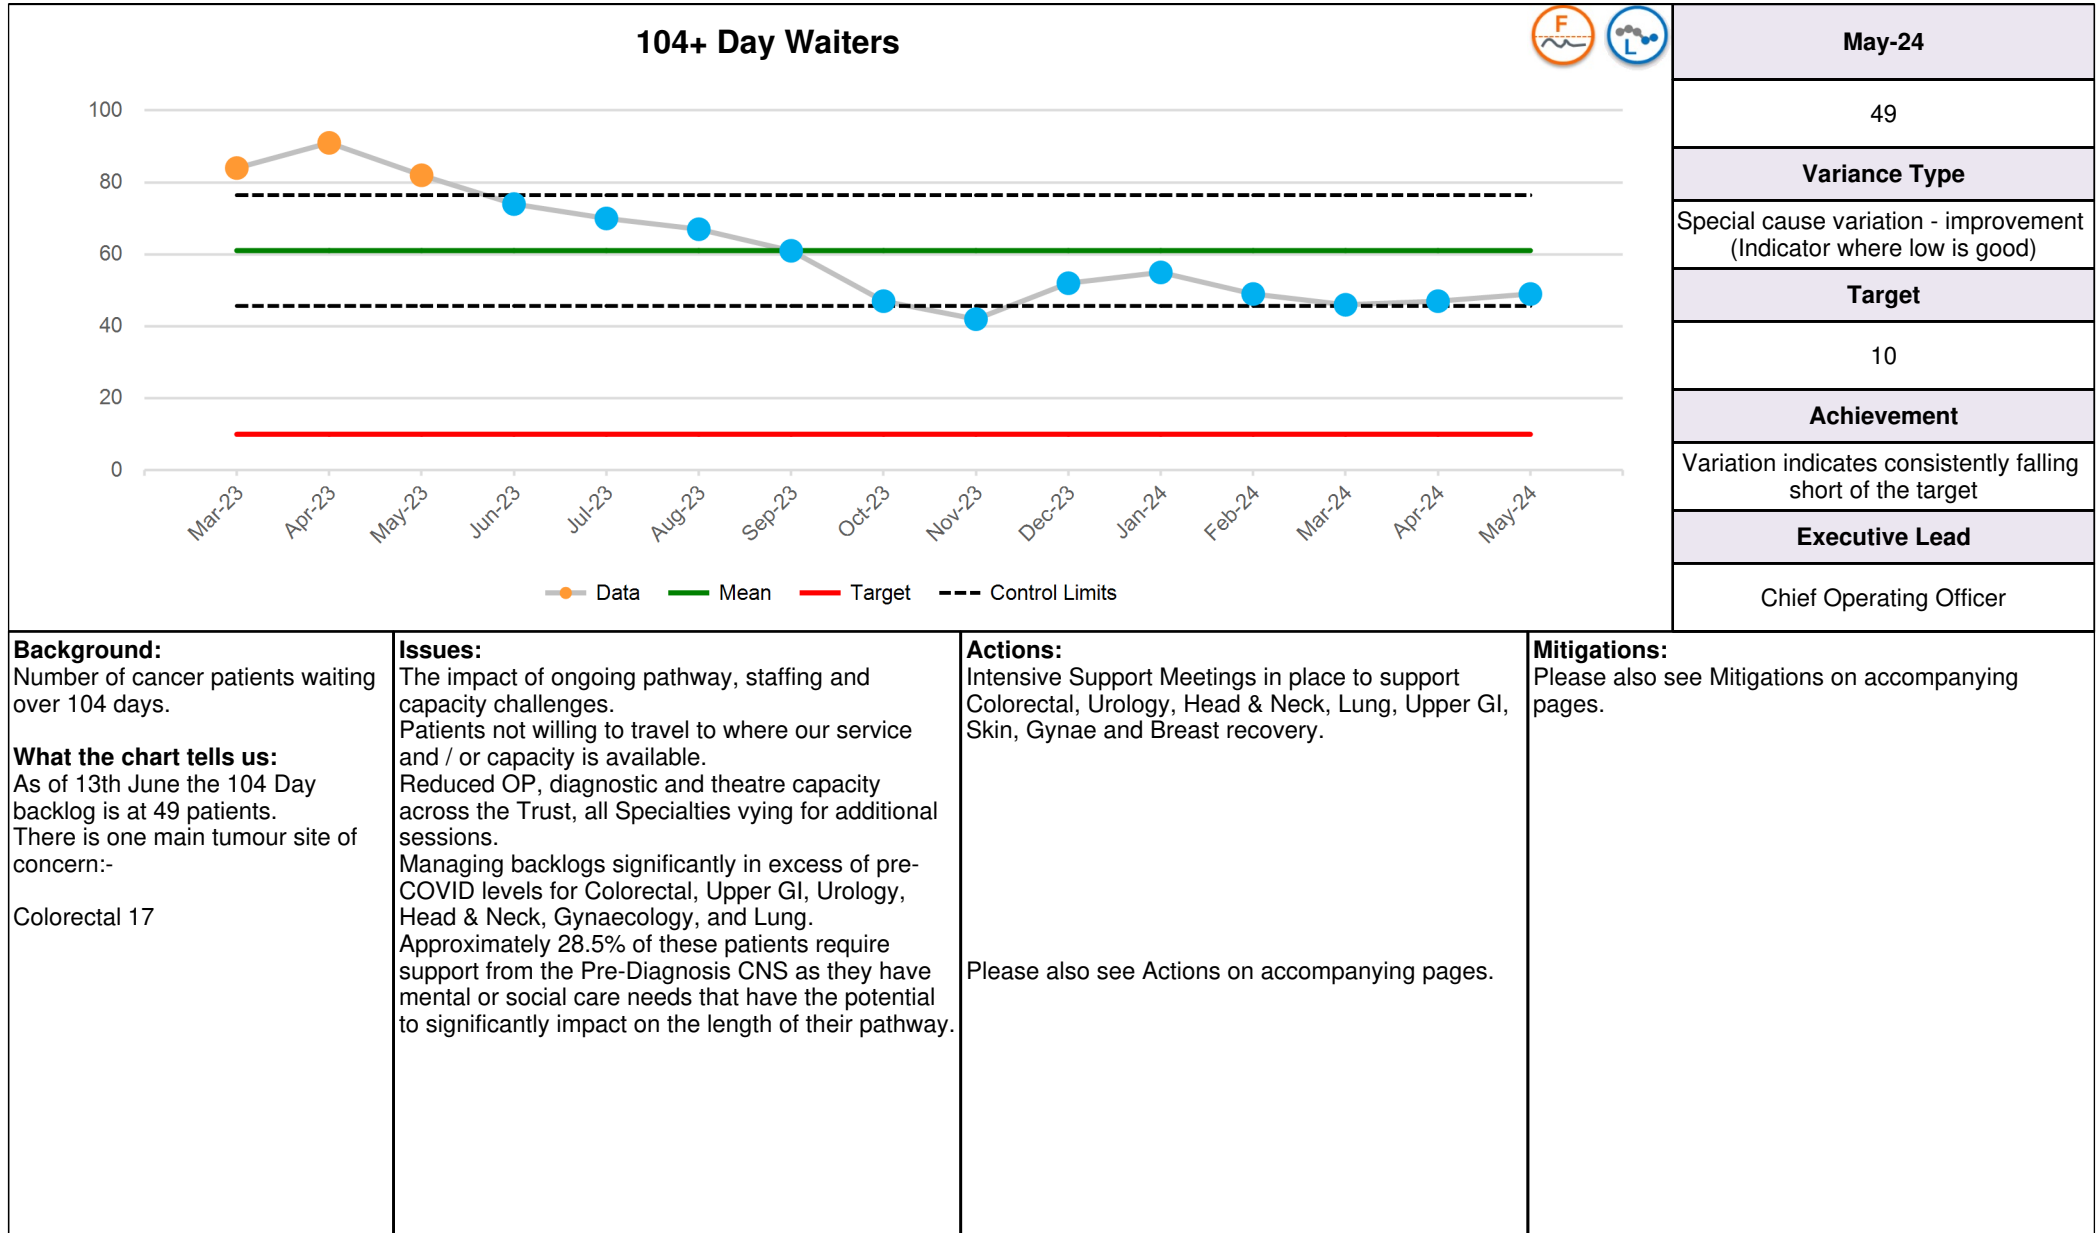 104+ Day Waiters
F
L
100
80
60
40
20
0
Mar-23
Apr-23
May-23
Jun-23
Jul-23
Aug-23
Sep-23
Oct-23
Nov-23
Dec-23
Jan-24
Feb-24
Mar-24
Apr-24
May-24
Data
Mean
Target
Control Limits
May-24
49
Variance Type
Special cause variation - improvement
(Indicator where low is good)
Target
10
Achievement
Variation indicates consistently falling
short of the target
Executive Lead
Chief Operating Officer
Background:
Number of cancer patients waiting
over 104 days.
What the chart tells us:
As of 13th June the 104 Day
backlog is at 49 patients.
There is one main tumour site of
concern:-
Colorectal 17
Issues:
The impact of ongoing pathway, staffing and
capacity challenges.
Patients not willing to travel to where our service
and / or capacity is available.
Reduced OP, diagnostic and theatre capacity
across the Trust, all Specialties vying for additional
sessions.
Managing backlogs significantly in excess of pre-
COVID levels for Colorectal, Upper GI, Urology,
Head & Neck, Gynaecology, and Lung.
Approximately 28.5% of these patients require
support from the Pre-Diagnosis CNS as they have
mental or social care needs that have the potential
to significantly impact on the length of their pathway.
Actions:
Intensive Support Meetings in place to support
Colorectal, Urology, Head & Neck, Lung, Upper GI,
Skin, Gynae and Breast recovery.
Please also see Actions on accompanying pages.
Mitigations:
Please also see Mitigations on accompanying
pages.